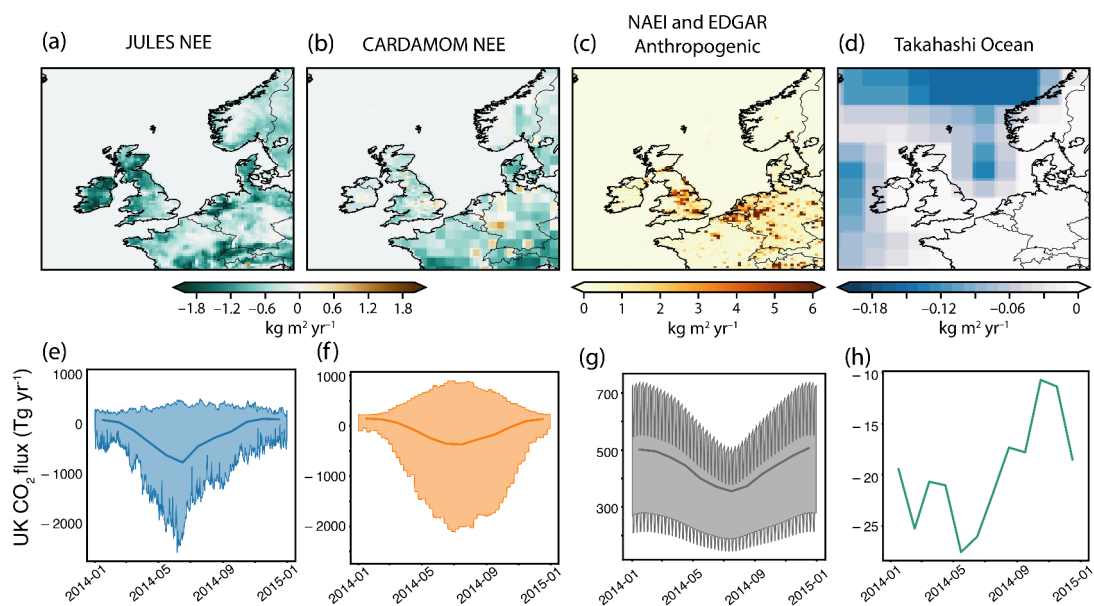 (a) JULES NEE
(b) CARDAMOM NEE
(c) NAEI and EDGAR
Anthropogenic
(d) Takahashi Ocean
−1.8 −1.2 −0.6 0 0.6 1.2 1.8
kg m² yr⁻¹
0 1 2 3 4 5 6
kg m² yr⁻¹
−0.18 −0.12 −0.06 0
kg m² yr⁻¹
(e)
(f)
(g)
(h)
UK CO₂ flux (Tg yr⁻¹)
1000
0
−1000
−2000
2014-01
2014-05
2014-09
2015-01
1000
0
−1000
−2000
2014-01
2014-05
2014-09
2015-01
700
500
300
2014-01
2014-05
2014-09
2015-01
−10
−15
−20
−25
2014-01
2014-05
2014-09
2015-01